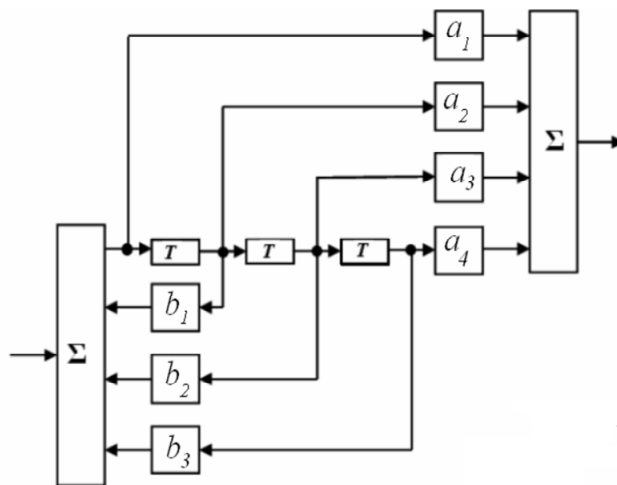 a₁
a₂
Σ
a₃
T T T a₄
b₁
Σ
b₂
b₃